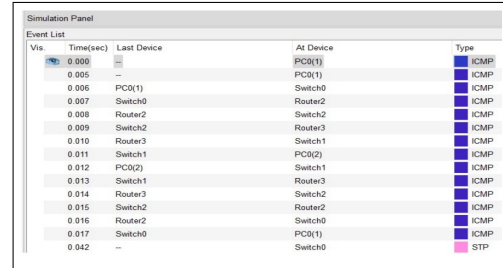 Simulation Panel
Event List
Vis. Time(sec) Last Device At Device Type
0.000 -- PC0(1) ICMP
0.005 -- PC0(1) ICMP
0.006 PC0(1) Switch0 ICMP
0.007 Switch0 Router2 ICMP
0.008 Router2 Switch2 ICMP
0.009 Switch2 Router3 ICMP
0.010 Router3 Switch1 ICMP
0.011 Switch1 PC0(2) ICMP
0.012 PC0(2) Switch1 ICMP
0.013 Switch1 Router3 ICMP
0.014 Router3 Switch2 ICMP
0.015 Switch2 Router2 ICMP
0.016 Router2 Switch0 ICMP
0.017 Switch0 PC0(1) ICMP
0.042 -- Switch0 STP